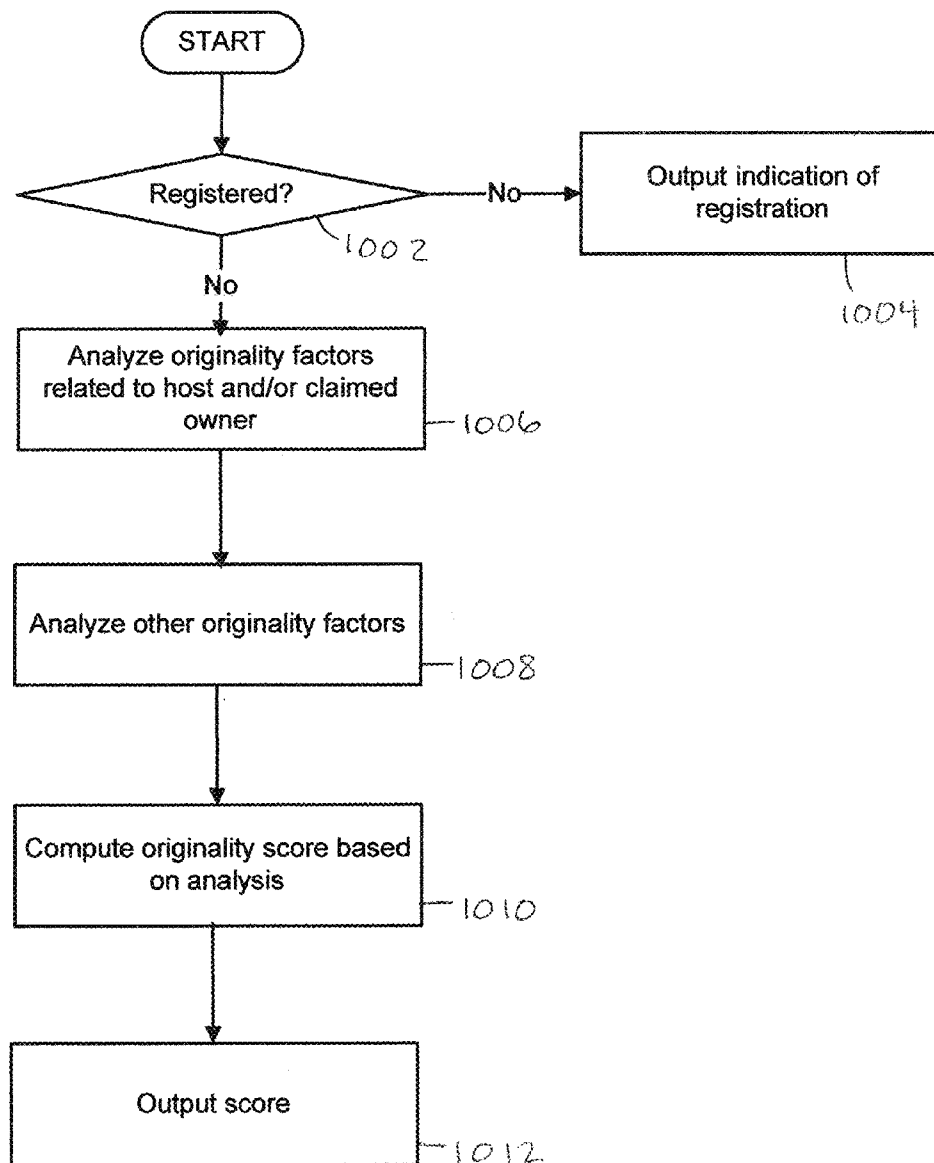 START
Registered?
No
Output indication of
registration
1002
1004
No
Analyze originality factors
related to host and/or claimed
owner
1006
Analyze other originality factors
1008
Compute originality score based
on analysis
1010
Output score
1012